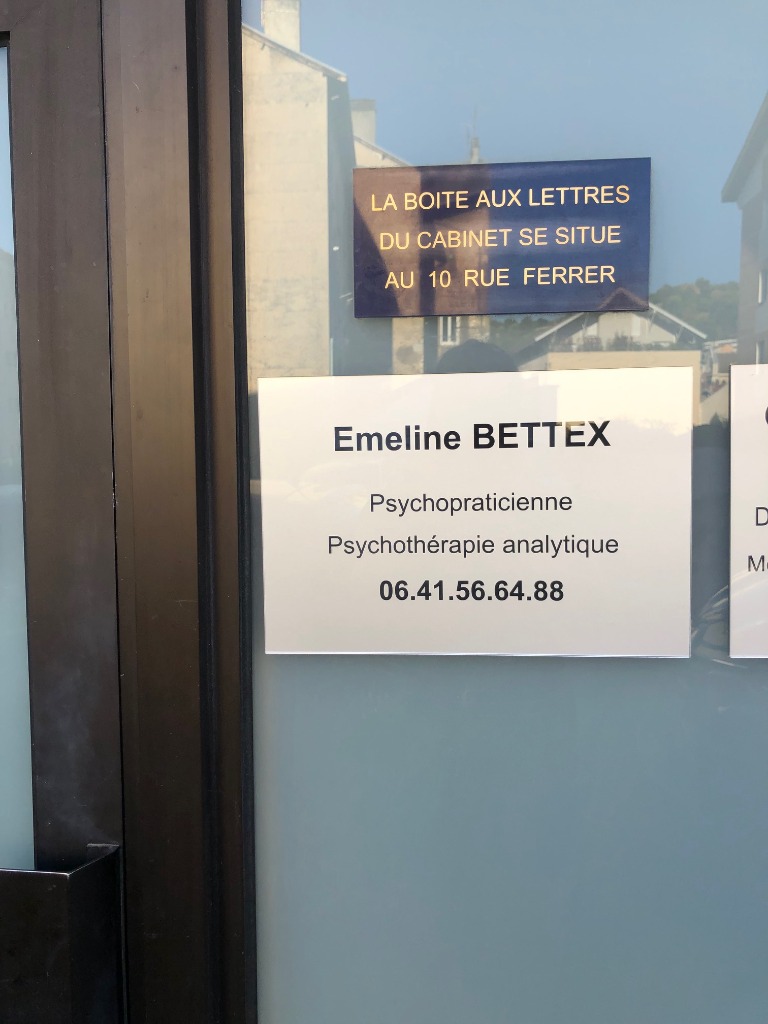 LA BOITE AUX LETTRES
DU CABINET SE SITUE
AU 10 RUE FERRER
Emeline BETTEX
Psychopraticienne
Psychothérapie analytique
06.41.56.64.88